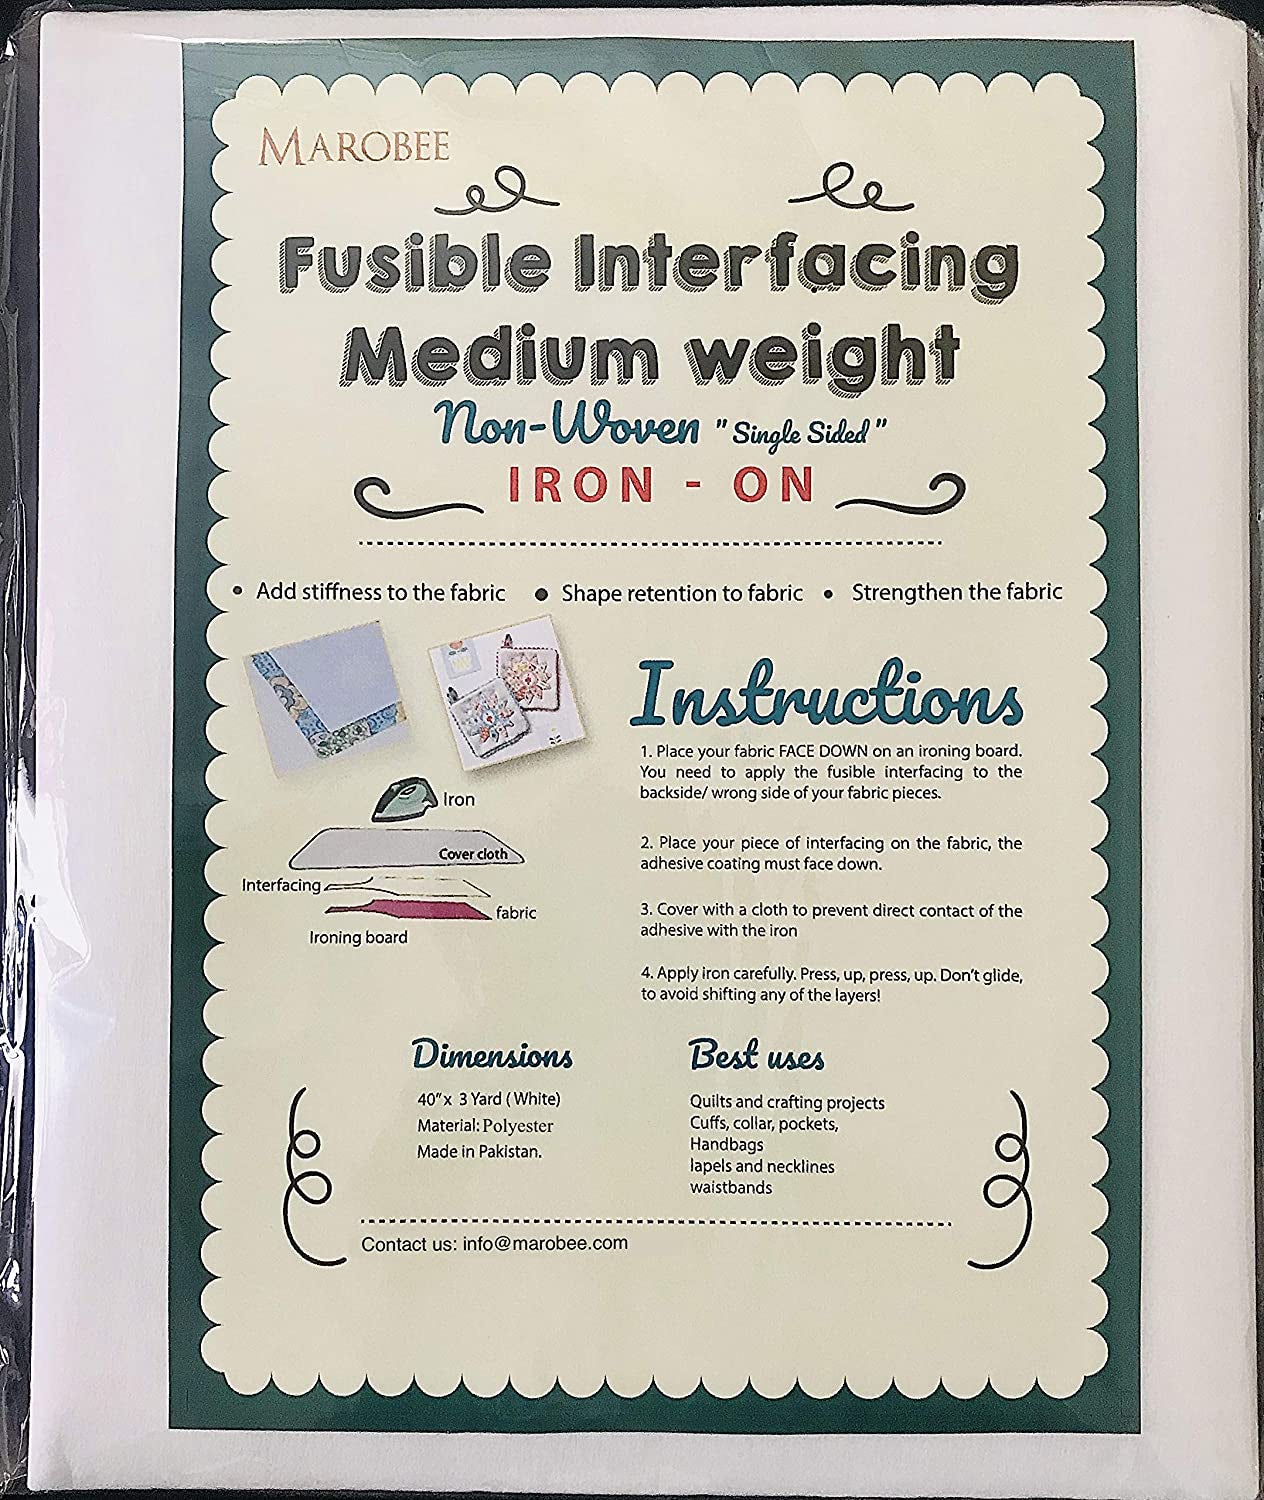 MAROBEE
Fusible Interfacing
Medium weight
Non-Woven "Single Sided"
IRON - ON
• Add stiffness to the fabric • Shape retention to fabric • Strengthen the fabric
Instructions
1. Place your fabric FACE DOWN on an ironing board.
You need to apply the fusible interfacing to the
backside/ wrong side of your fabric pieces.
2. Place your piece of interfacing on the fabric, the
adhesive coating must face down.
3. Cover with a cloth to prevent direct contact of the
adhesive with the iron
4. Apply iron carefully. Press, up, press, up. Don't glide,
to avoid shifting any of the layers!
Iron
Cover cloth
Interfacing
fabric
Ironing board
Dimensions
40"x 3 Yard ( White)
Material: Polyester
Made in Pakistan.
Best uses
Quilts and crafting projects
Cuffs, collar, pockets,
Handbags
lapels and necklines
waistbands
Contact us: info@marobee.com